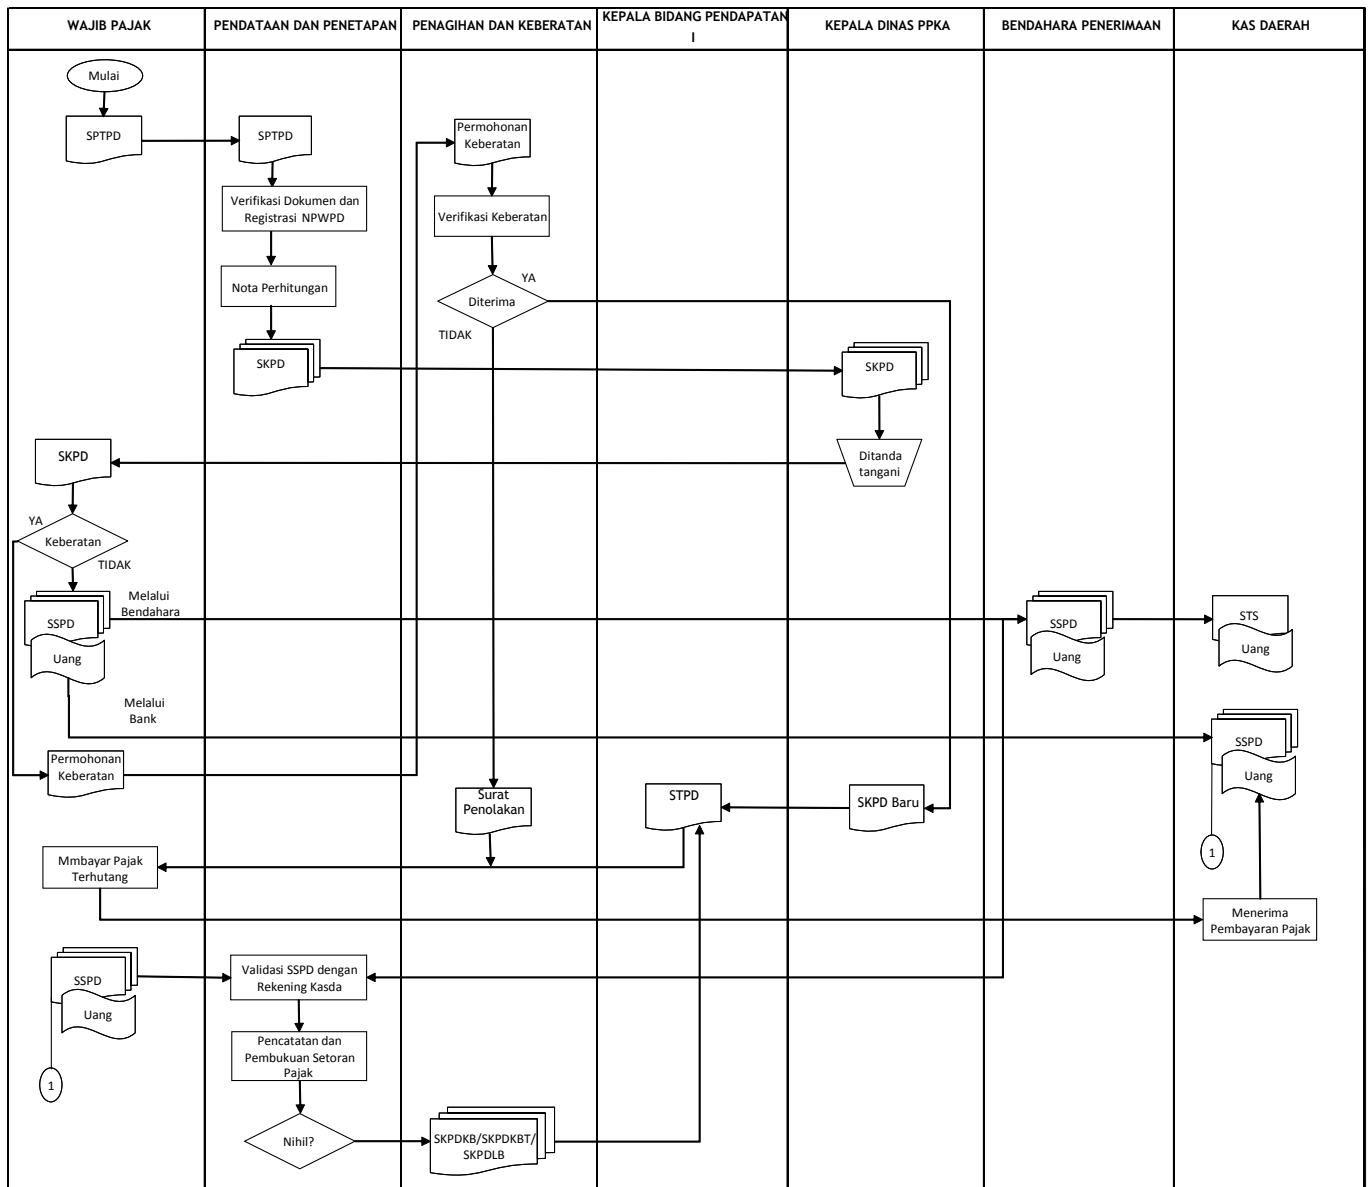 WAJIB PAJAK
PENDATAAN DAN PENETAPAN
PENAGIHAN DAN KEBERATAN
KEPALA BIDANG PENDAPATAN
I
KEPALA DINAS PPKA
BENDAHARA PENERIMAAN
KAS DAERAH
Mulai
SPTPD
SPTPD
Permohonan
Keberatan
Verifikasi Dokumen dan
Registrasi NPWPD
Verifikasi Keberatan
Nota Perhitungan
YA
Diterima
TIDAK
SKPD
SKPD
SKPD
Ditanda
tangani
YA
Keberatan
TIDAK
Melalui
Bendahara
SSPD
Uang
SSPD
Uang
STS
Uang
Melalui
Bank
SSPD
Uang
Permohonan
Keberatan
Surat
Penolakan
STPD
SKPD Baru
1
Mmbayar Pajak
Terhutang
Menerima
Pembayaran Pajak
SSPD
Uang
Validasi SSPD dengan
Rekening Kasda
Pencatatan dan
Pembukuan Setoran
Pajak
1
Nihil?
SKPDKB/SKPDKBT/
SKPDLB